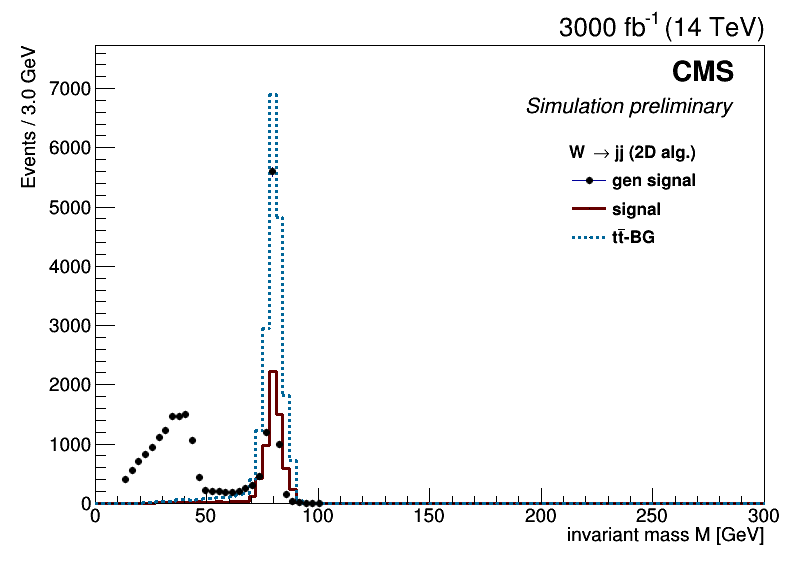 3000 fb⁻¹ (14 TeV)
CMS
Simulation preliminary
Events / 3.0 GeV
7000
6000
5000
4000
3000
2000
1000
0
W → jj (2D alg.)
gen signal
signal
tt̄-BG
0 50 100 150 200 250 300
invariant mass M [GeV]